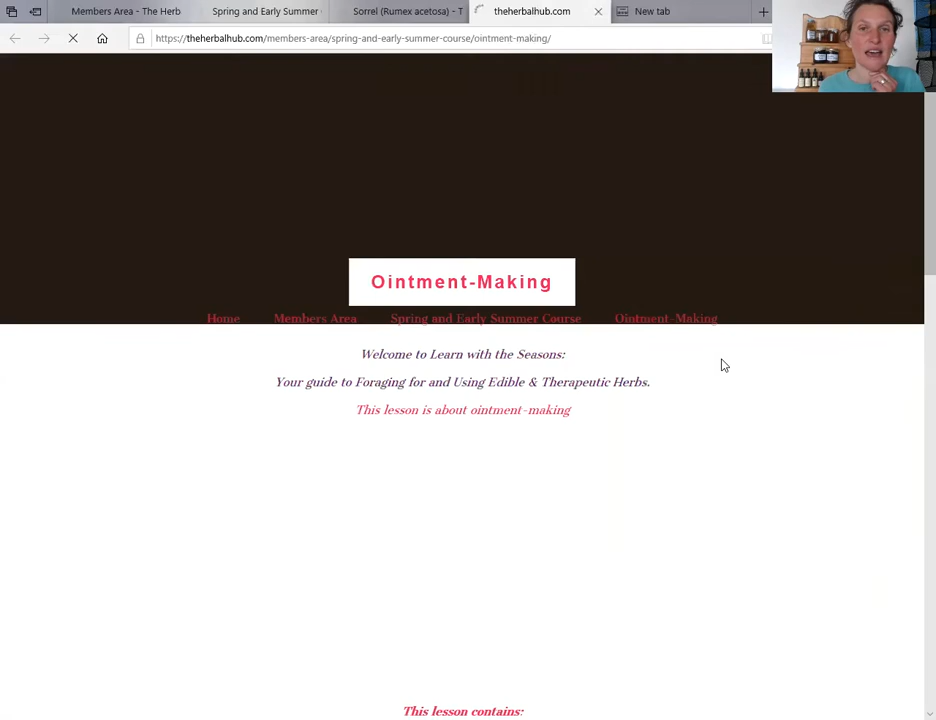 Members Area - The Herb
Spring and Early Summer
Sorrel (Rumex acetosa) - T
theherbalhub.com
New tab
https://theherbalhub.com/members-area/spring-and-early-summer-course/ointment-making/
Ointment-Making
Home Members Area Spring and Early Summer Course Ointment-Making
Welcome to Learn with the Seasons:
Your guide to Foraging for and Using Edible & Therapeutic Herbs.
This lesson is about ointment-making
This lesson contains: